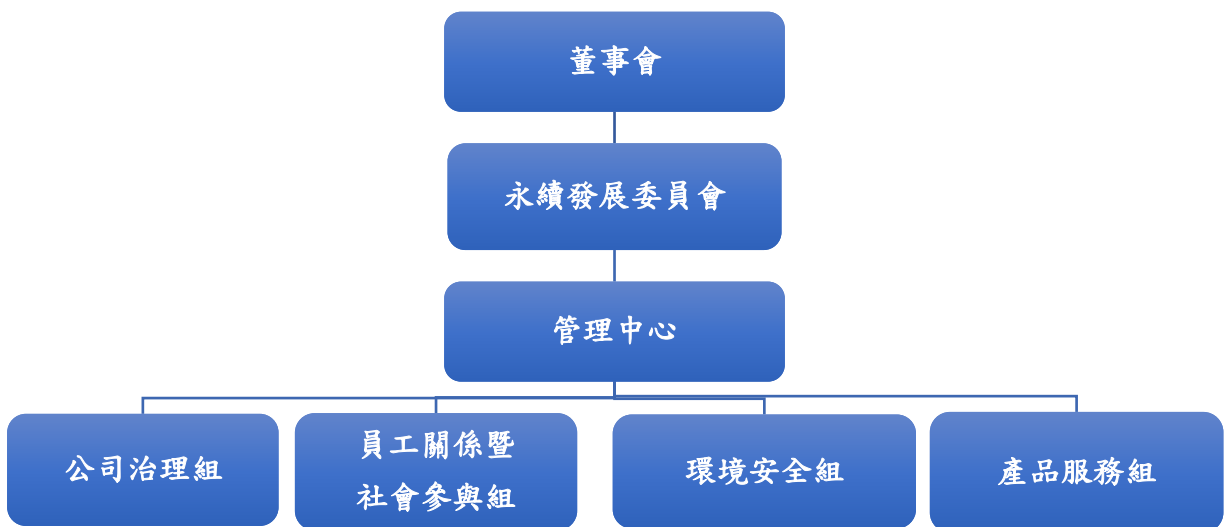 董事會
永續發展委員會
管理中心
公司治理組
員工關係暨
社會參與組
環境安全組
產品服務組